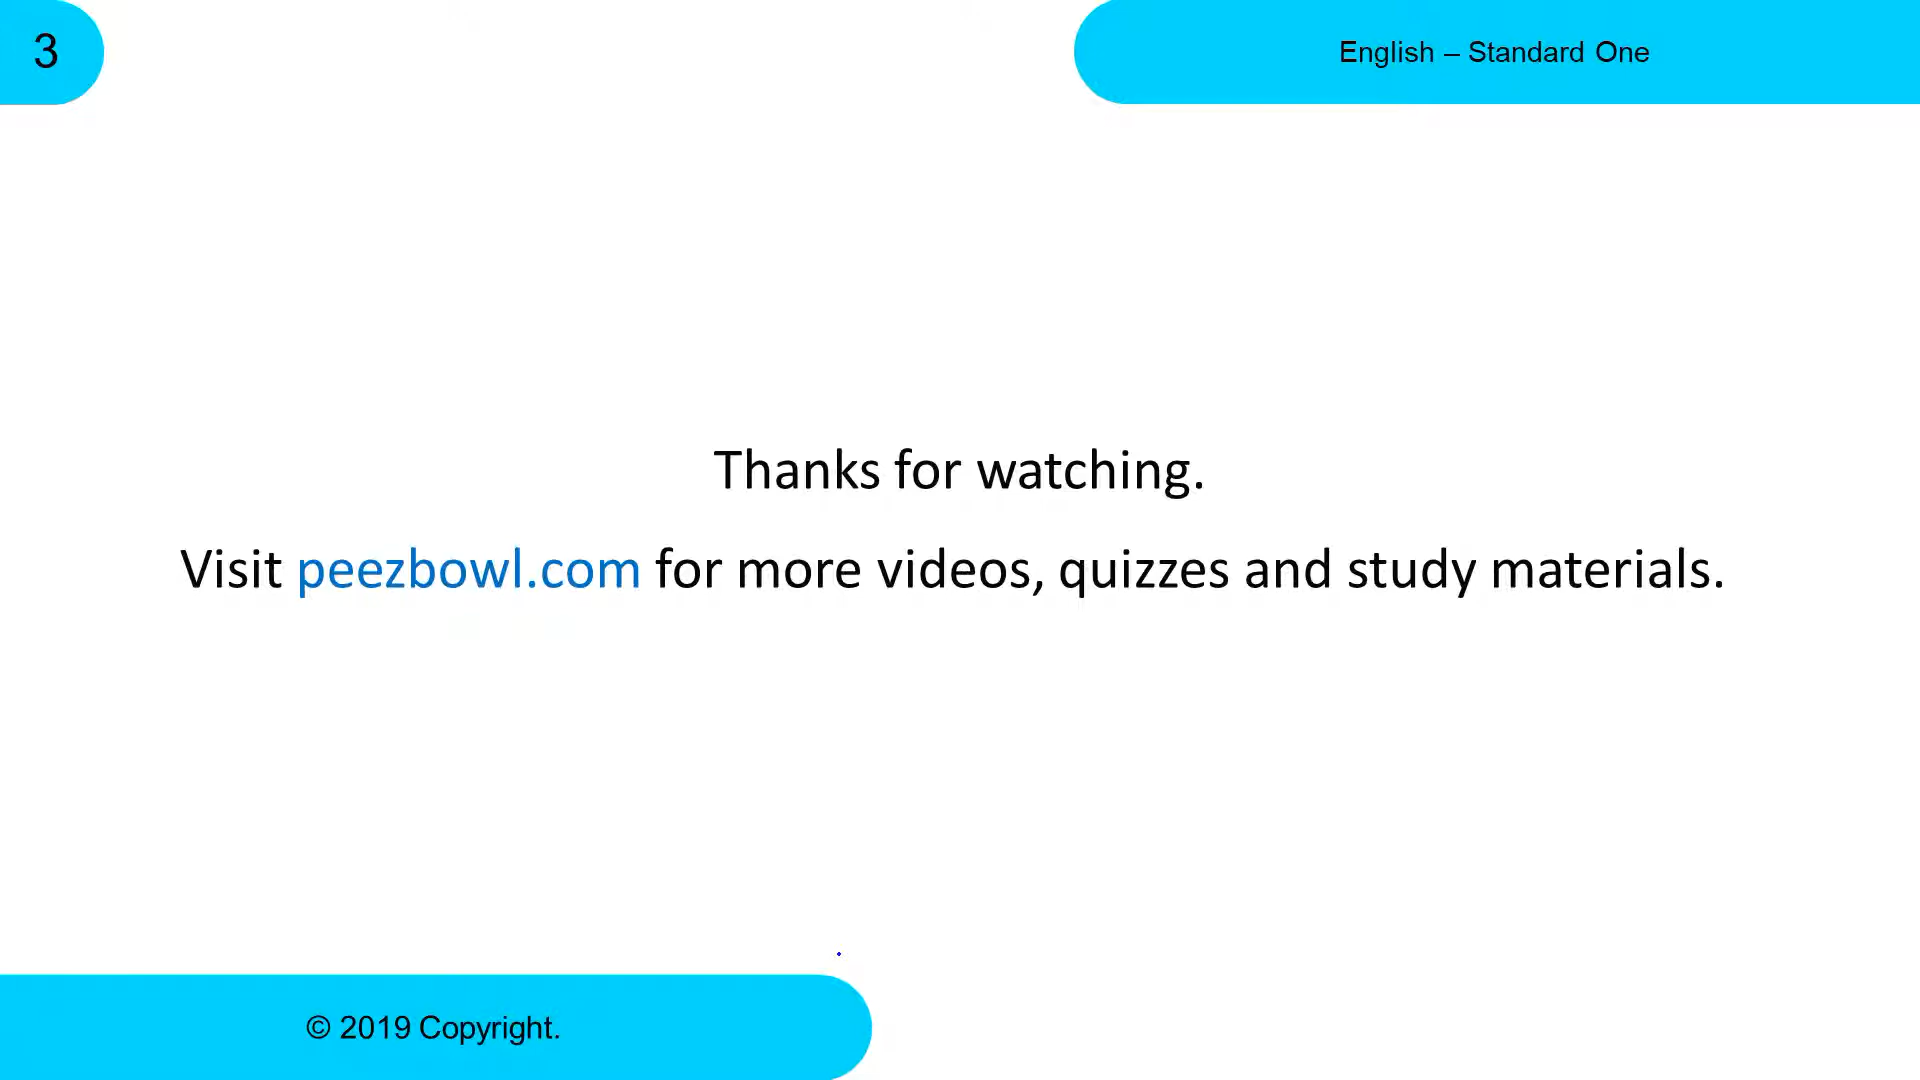 3
English – Standard One
Thanks for watching.
Visit peezbowl.com for more videos, quizzes and study materials.
© 2019 Copyright.